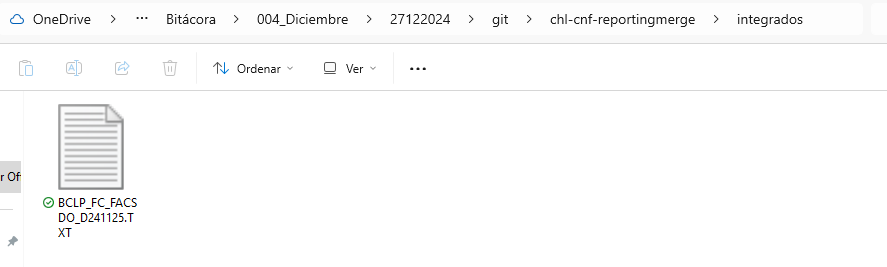 OneDrive > ... Bitácora > 004_Diciembre > 27122024 > git > chl-cnf-reportingmerge > integrados
Ordenar Ver ...
r Of
BCLP_FC_FACS
DO_D241125.T
XT